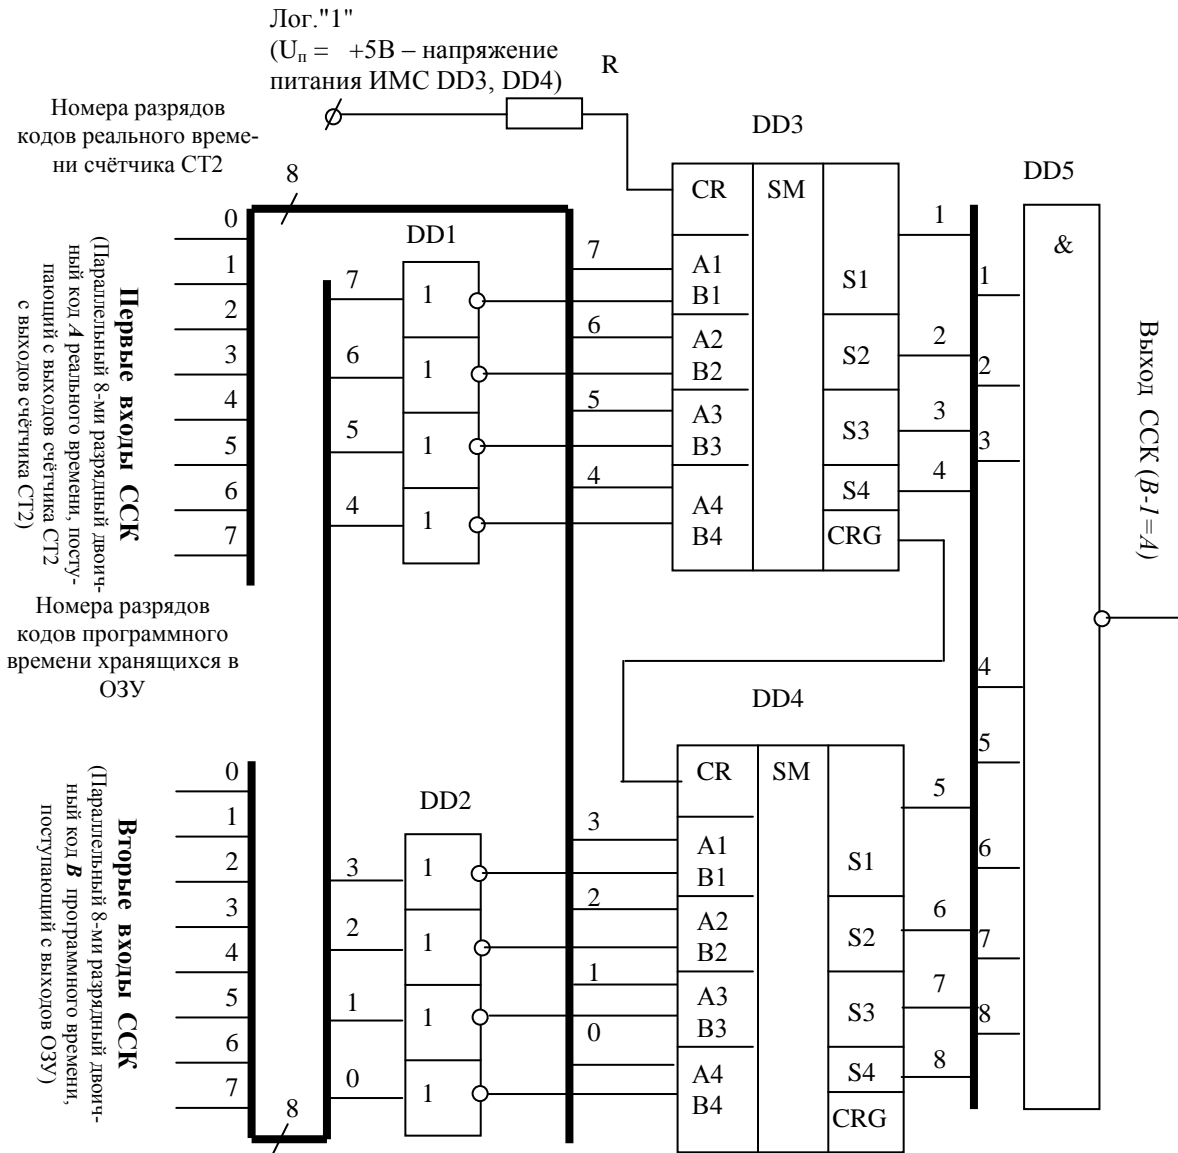 Лог."1"
(Uп = +5В – напряжение
питания ИМС DD3, DD4)
R
Номера разрядов
кодов реального време-
ни счётчика СТ2
8
0
1
2
3
4
5
6
7
Первые входы ССК
(Параллельный 8-ми разрядный двоич-
ный код А реального времени, посту-
пающий с выходов счётчика СТ2
с выходов счётчика СТ2)
DD1
7
1
6
1
5
1
4
1
7
6
5
4
DD3
CR
SM
A1
B1
S1
A2
B2
S2
A3
B3
S3
A4
B4
S4
CRG
1
2
3
4
DD5
&
1
2
3
4
5
6
7
8
Выход ССК (B-1=A)
Номера разрядов
кодов программного
времени хранящихся в
ОЗУ
0
1
2
3
4
5
6
7
Вторые входы ССК
(Параллельный 8-ми разрядный двоич-
ный код В программного времени,
поступающий с выходов ОЗУ)
8
DD2
3
1
2
1
1
1
0
1
3
2
1
0
DD4
CR
SM
A1
B1
S1
A2
B2
S2
A3
B3
S3
A4
B4
S4
CRG
5
6
7
8